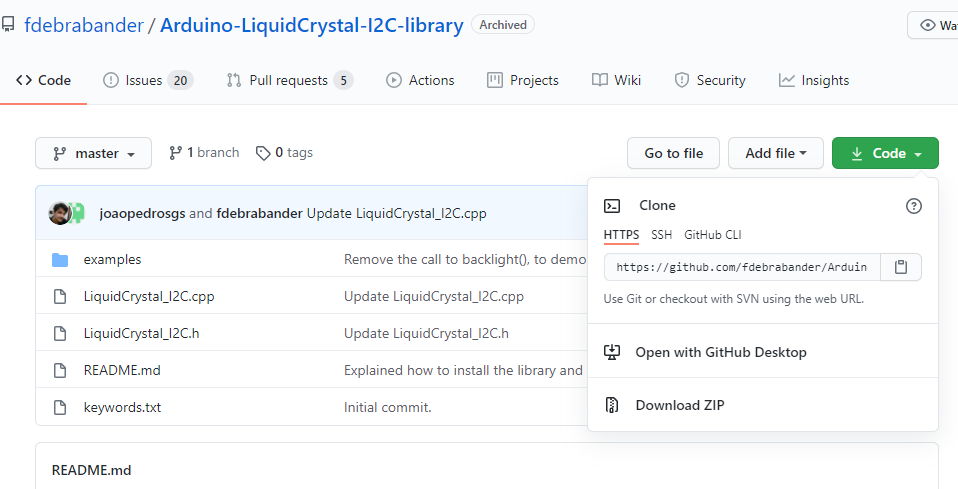 fdebrabander / Arduino-LiquidCrystal-I2C-library Archived
Code Issues 20 Pull requests 5 Actions Projects Wiki Security Insights
master 1 branch 0 tags Go to file Add file Code
joaopedrosgs and fdebrabander Update LiquidCrystal_I2C.cpp
examples Remove the call to backlight(), to demo
LiquidCrystal_I2C.cpp Update LiquidCrystal_I2C.cpp
LiquidCrystal_I2C.h Update LiquidCrystal_I2C.h
README.md Explained how to install the library and
keywords.txt Initial commit.
README.md
Clone
HTTPS SSH GitHub CLI
https://github.com/fdebrabander/Arduin
Use Git or checkout with SVN using the web URL.
Open with GitHub Desktop
Download ZIP